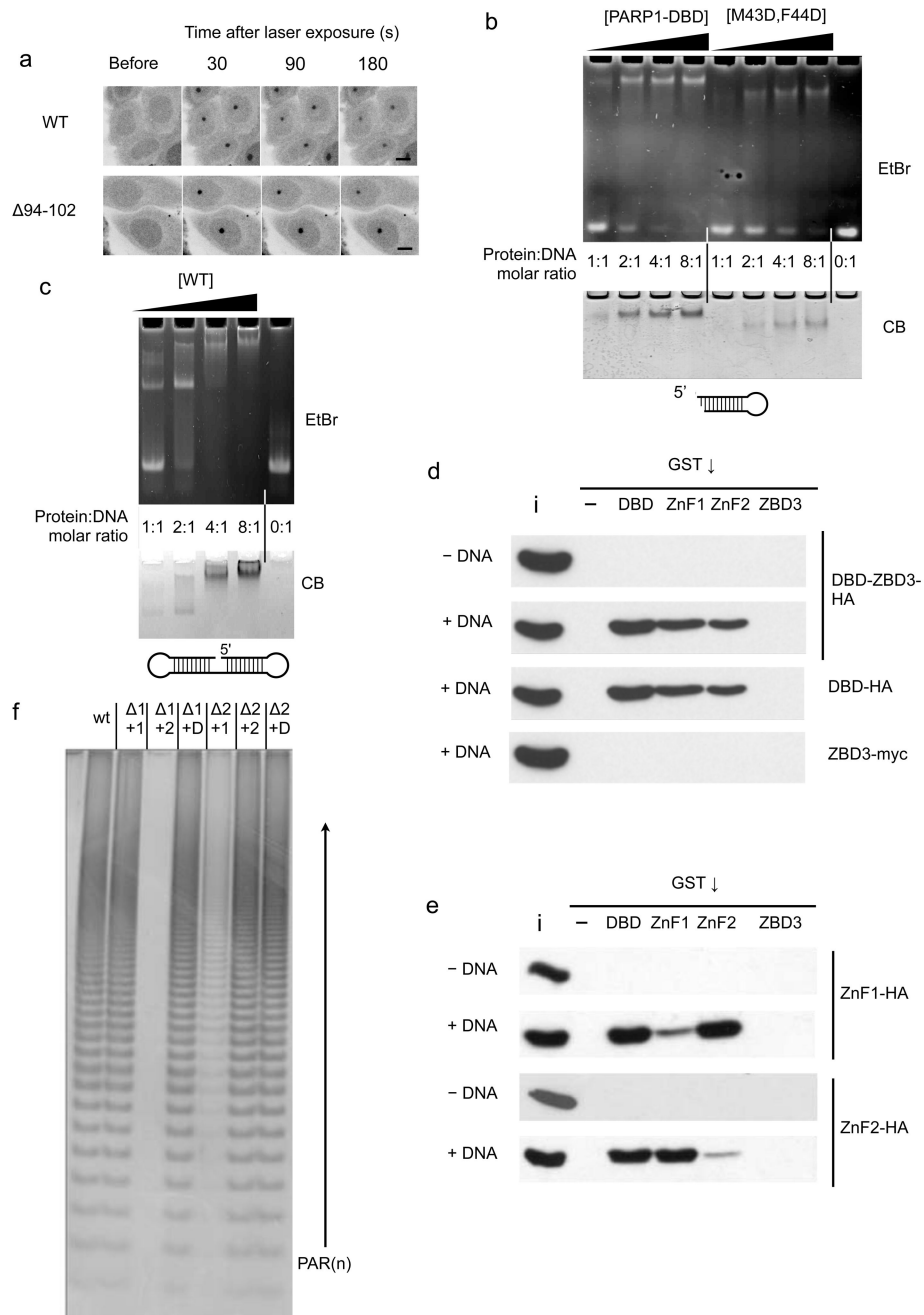 a
Time after laser exposure (s)
Before 30 90 180
WT
Δ94-102
b
[PARP1-DBD] [M43D,F44D]
EtBr
Protein:DNA
molar ratio
1:1 2:1 4:1 8:1 1:1 2:1 4:1 8:1 0:1
CB
5'
c
[WT]
EtBr
Protein:DNA
molar ratio
1:1 2:1 4:1 8:1 0:1
CB
5'
d
GST ↓
i – DBD ZnF1 ZnF2 ZBD3
– DNA
+ DNA
DBD-ZBD3-
HA
+ DNA
DBD-HA
+ DNA
ZBD3-myc
e
GST ↓
i – DBD ZnF1 ZnF2 ZBD3
– DNA
+ DNA
ZnF1-HA
– DNA
+ DNA
ZnF2-HA
f
wt Δ1 Δ1 Δ1 Δ2 Δ2 Δ2
+1 +2 +D +1 +2 +D
PAR(n)